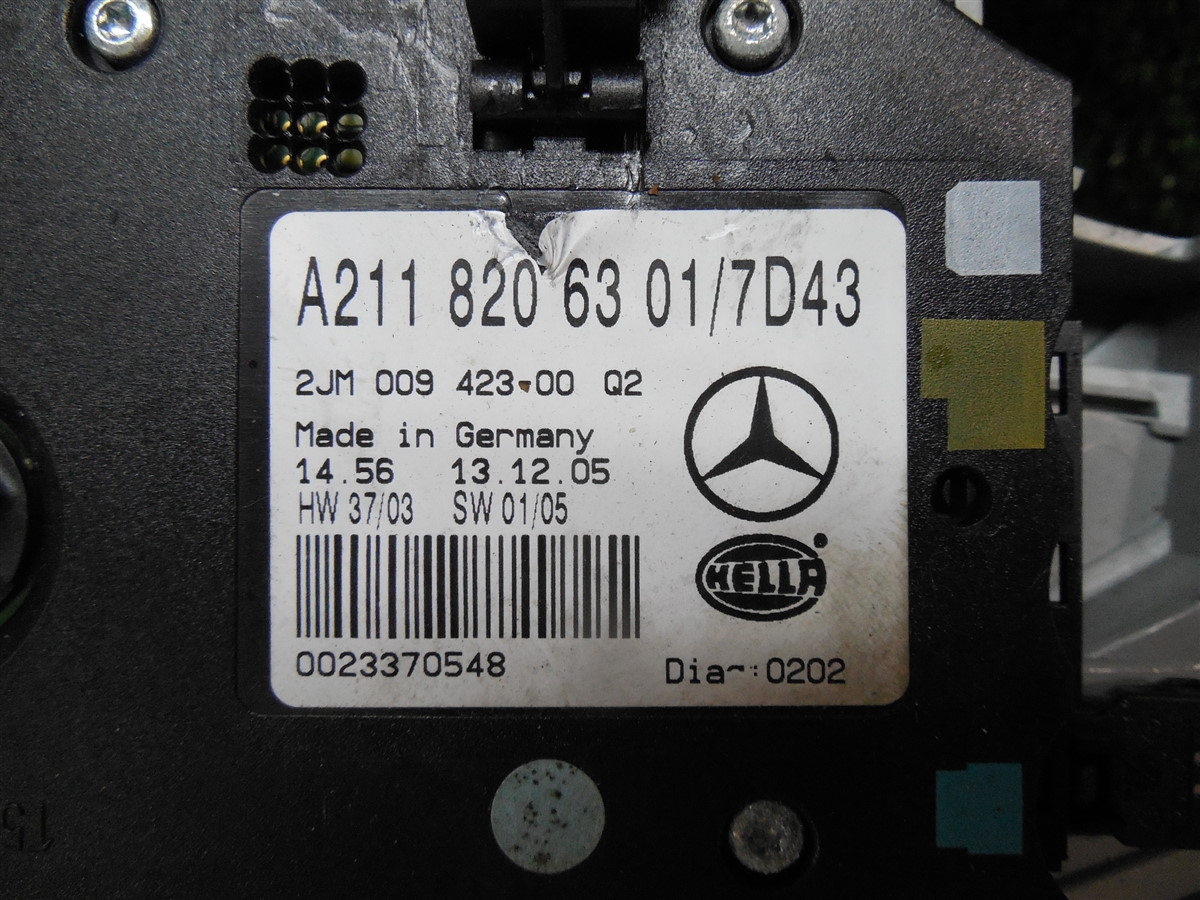 A211 820 63 01/7D43
2JM 009 423-00 Q2
Made in Germany
14.56 13.12.05
HW 37/03 SW 01/05
HELLA
0023370548 Dia~:0202
15